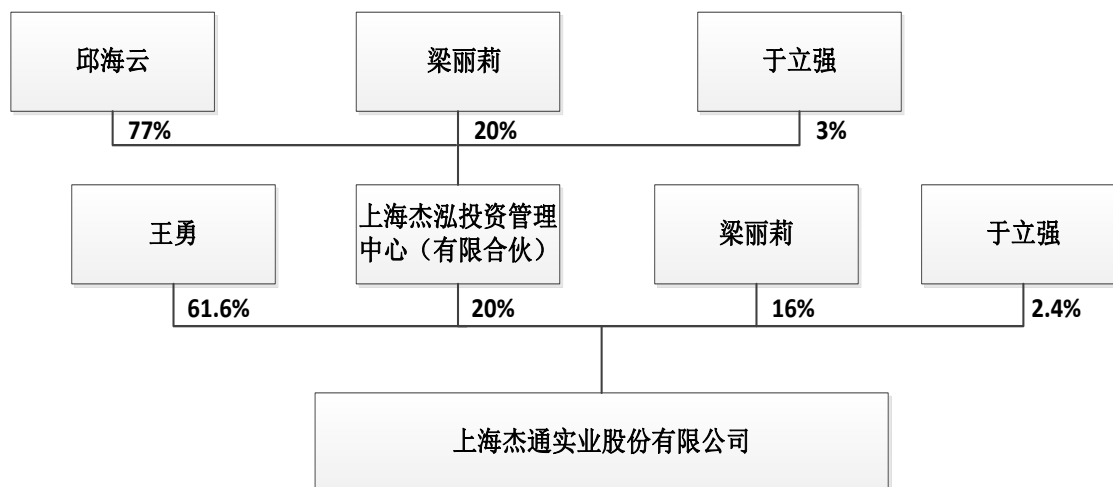 邱海云
梁丽莉
于立强
77%
20%
3%
王勇
上海杰泓投资管理
中心（有限合伙）
梁丽莉
于立强
61.6%
20%
16%
2.4%
上海杰通实业股份有限公司